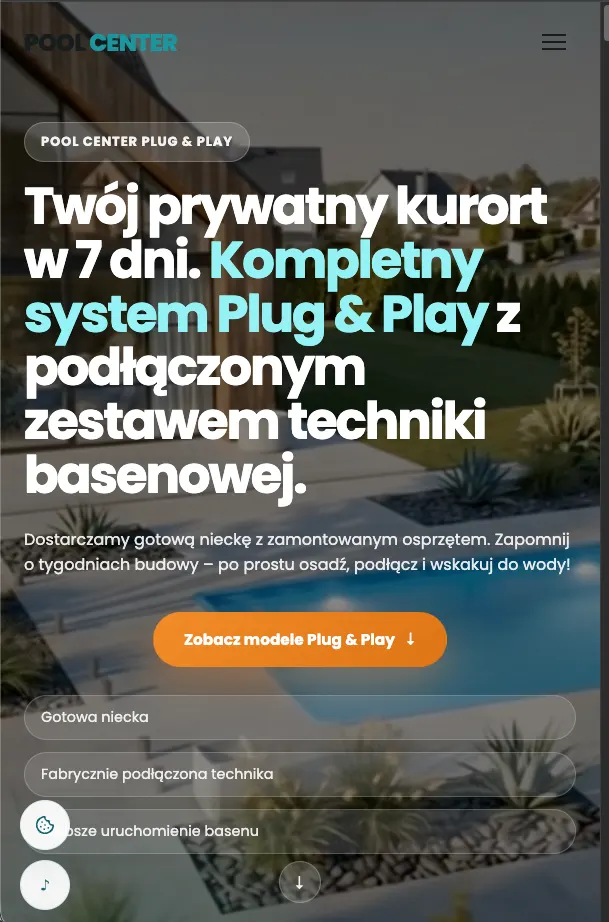 POOLCENTER
POOL CENTER PLUG & PLAY
Twój prywatny kurort
w 7 dni. Kompletny
system Plug & Play z
podłączonym
zestawem techniki
basenowej.
Dostarczamy gotową nieckę z zamontowanym osprzętem. Zapomnij
o tygodniach budowy – po prostu osadź, podłącz i wskakuj do wody!
Zobacz modele Plug & Play ↓
Gotowa niecka
Fabrycznie podłączona technika
uruchomienie basenu